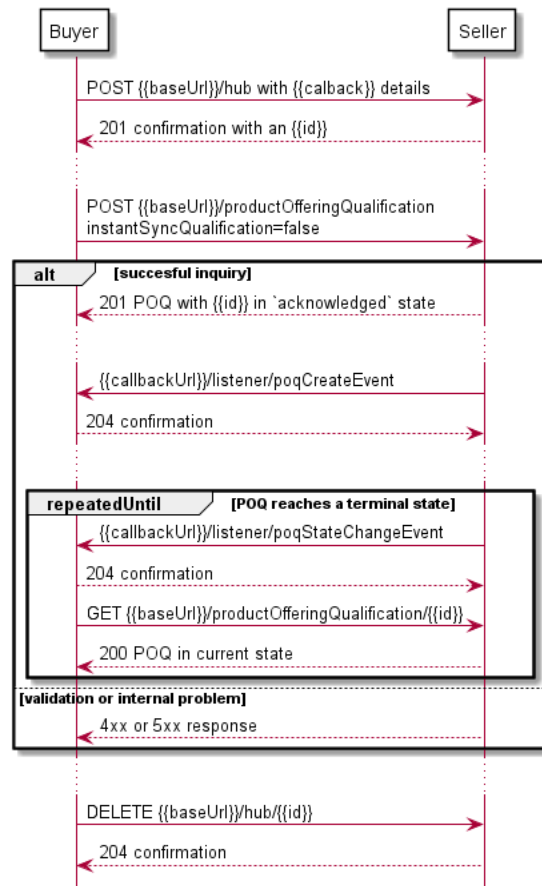 Buyer
Seller
POST {{baseUrl}}/hub with {{calback}} details
201 confirmation with an {{id}}
POST {{baseUrl}}/productOfferingQualification
instantSyncQualification=false
alt
[succesful inquiry]
201 POQ with {{id}} in `acknowledged` state
{{callbackUrl}}/listener/poqCreateEvent
204 confirmation
repeatedUntil
[POQ reaches a terminal state]
{{callbackUrl}}/listener/poqStateChangeEvent
204 confirmation
GET {{baseUrl}}/productOfferingQualification/{{id}}
200 POQ in current state
[validation or internal problem]
4xx or 5xx response
DELETE {{baseUrl}}/hub/{{id}}
204 confirmation